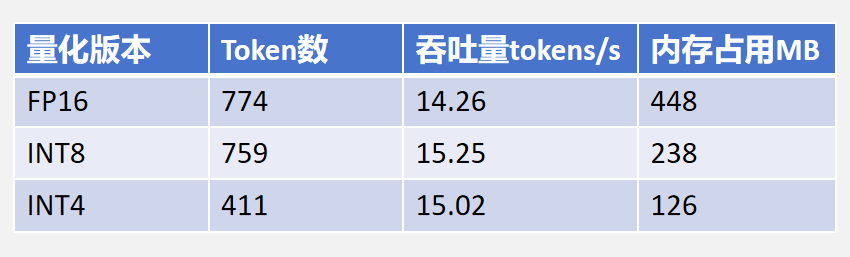 量化版本 Token数 吞吐量tokens/s 内存占用MB
FP16 774 14.26 448
INT8 759 15.25 238
INT4 411 15.02 126